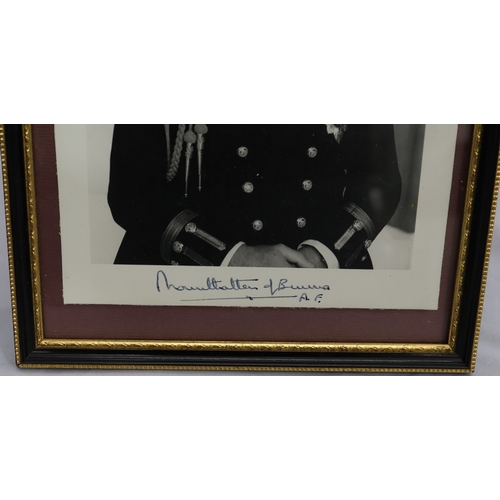 Mountbatten of Burma
A.F.